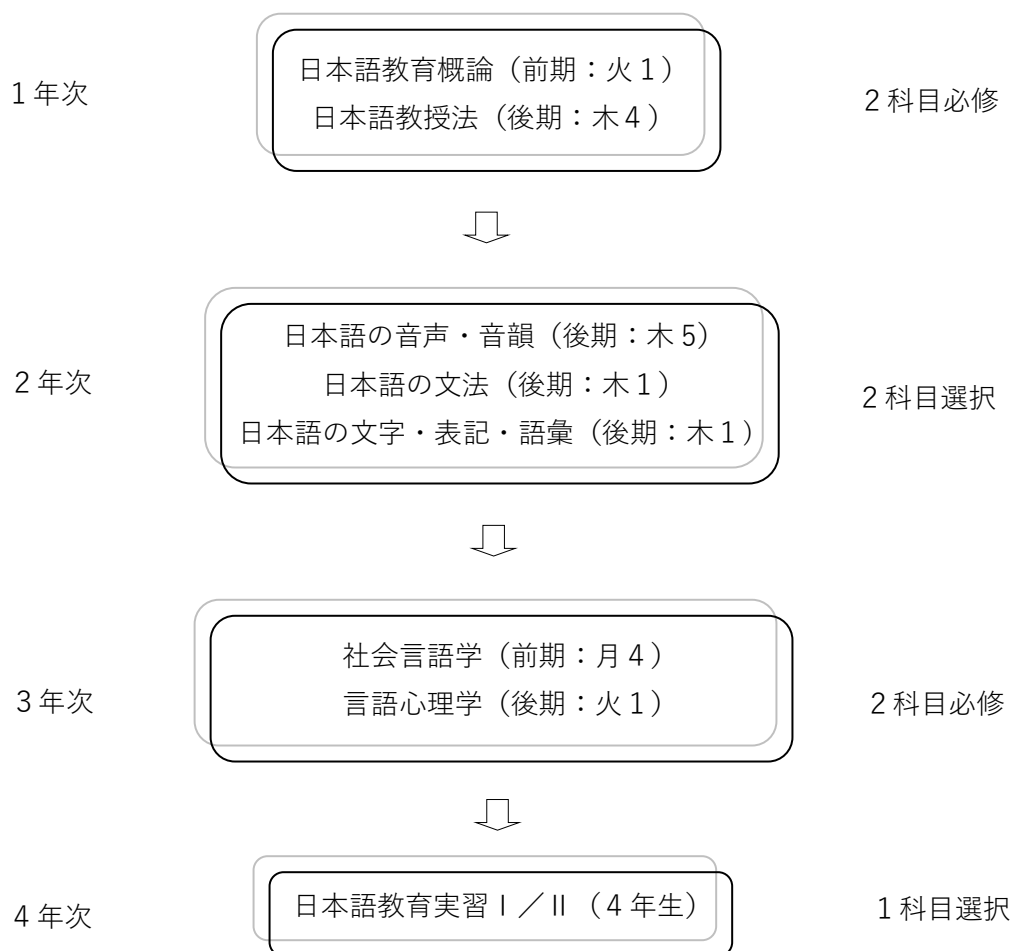 1年次
日本語教育概論（前期：火1）
日本語教授法（後期：木4）
2科目必修
2年次
日本語の音声・音韻（後期：木5）
日本語の文法（後期：木1）
日本語の文字・表記・語彙（後期：木1）
2科目選択
3年次
社会言語学（前期：月4）
言語心理学（後期：火1）
2科目必修
4年次
日本語教育実習Ⅰ／Ⅱ（4年生）
1科目選択